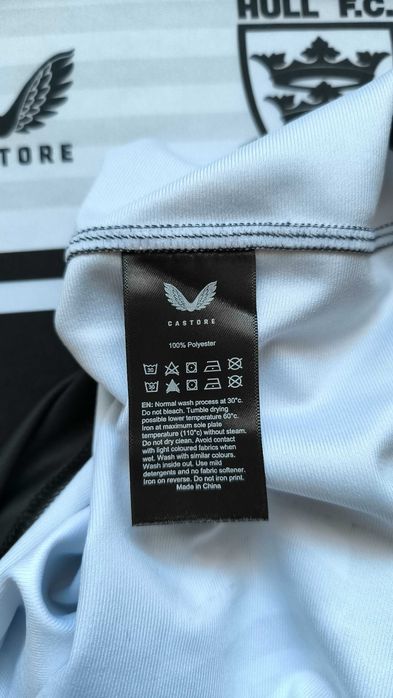 HULL F.C.
TORE
CASTORE
100% Polyester
30
30
EN: Normal wash process at 30°c.
Do not bleach. Tumble drying
possible lower temperature 60°c.
Iron at maximum sole plate
temperature (110°c) without steam.
Do not dry clean. Avoid contact
with light coloured fabrics when
wet. Wash with similar colours.
Wash inside out. Use mild
detergents and no fabric softener.
Iron on reverse. Do not iron print.
Made in China